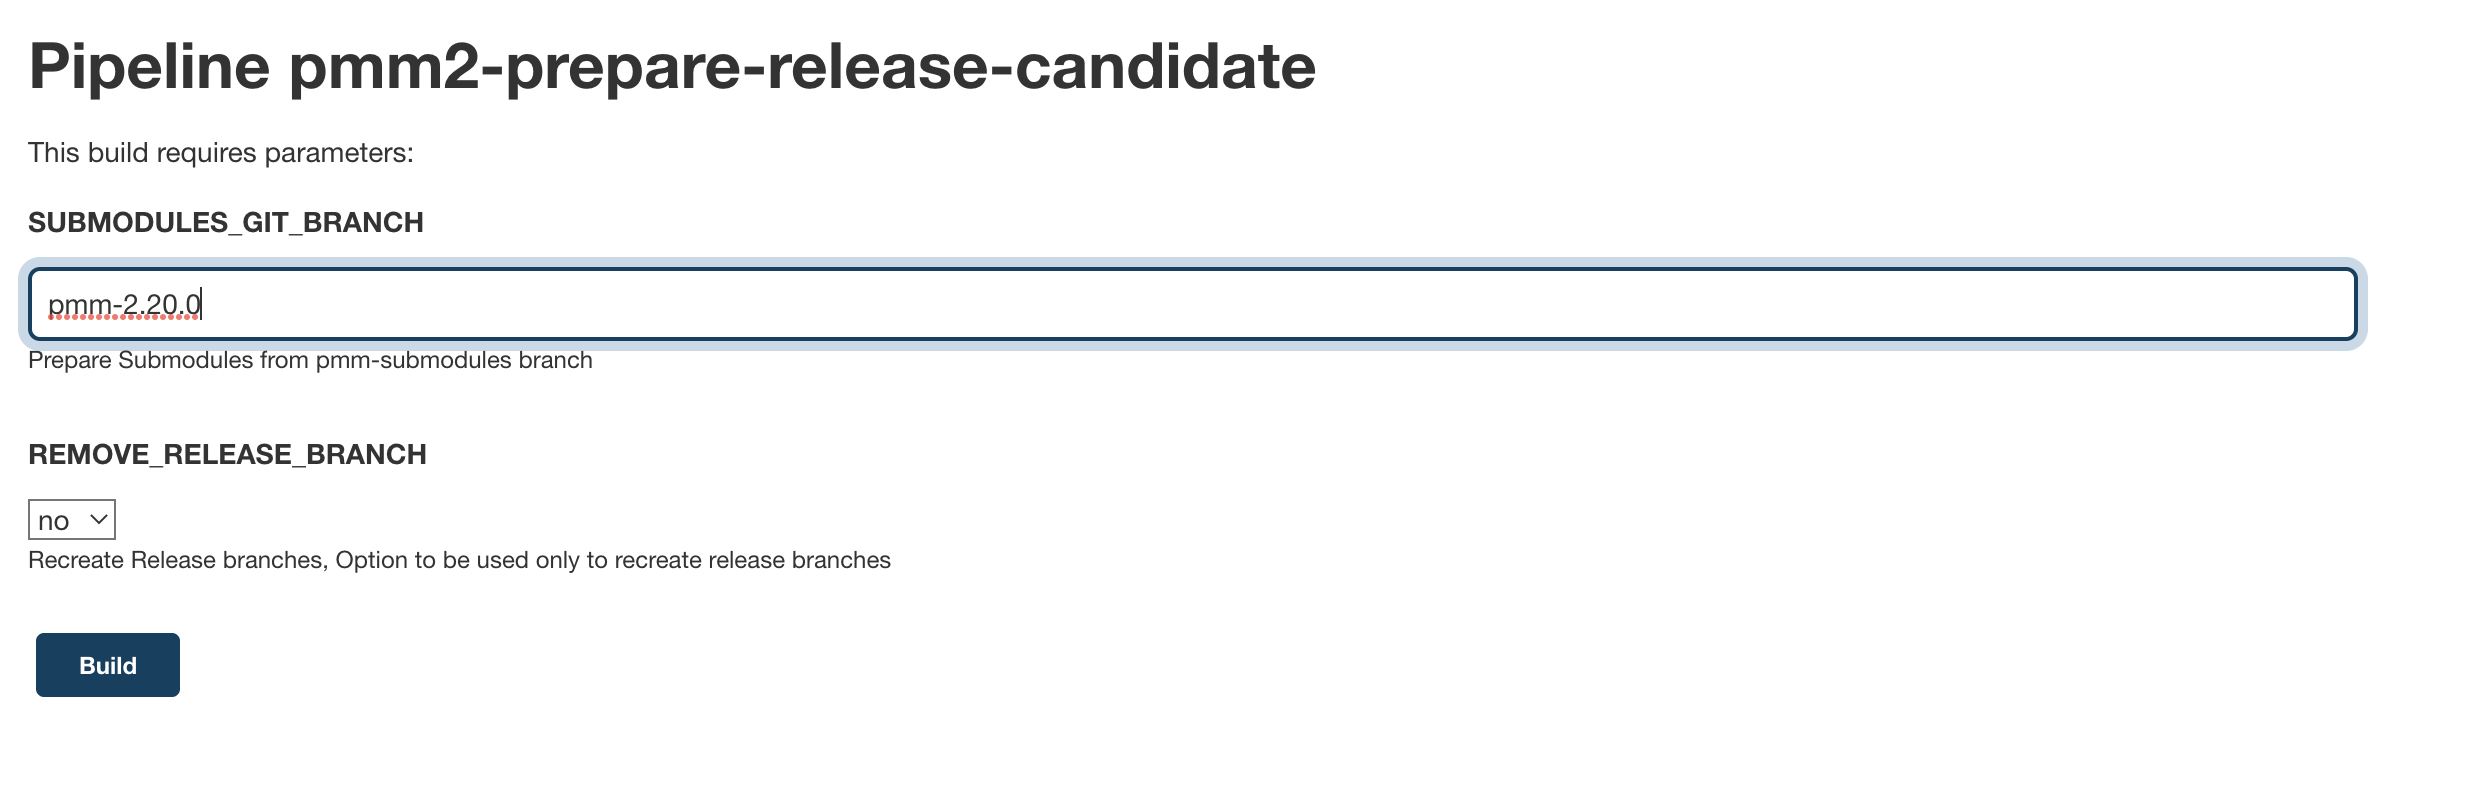 Pipeline pmm2-prepare-release-candidate
This build requires parameters:
SUBMODULES_GIT_BRANCH
pmm-2.20.0
Prepare Submodules from pmm-submodules branch
REMOVE_RELEASE_BRANCH
no
Recreate Release branches, Option to be used only to recreate release branches
Build